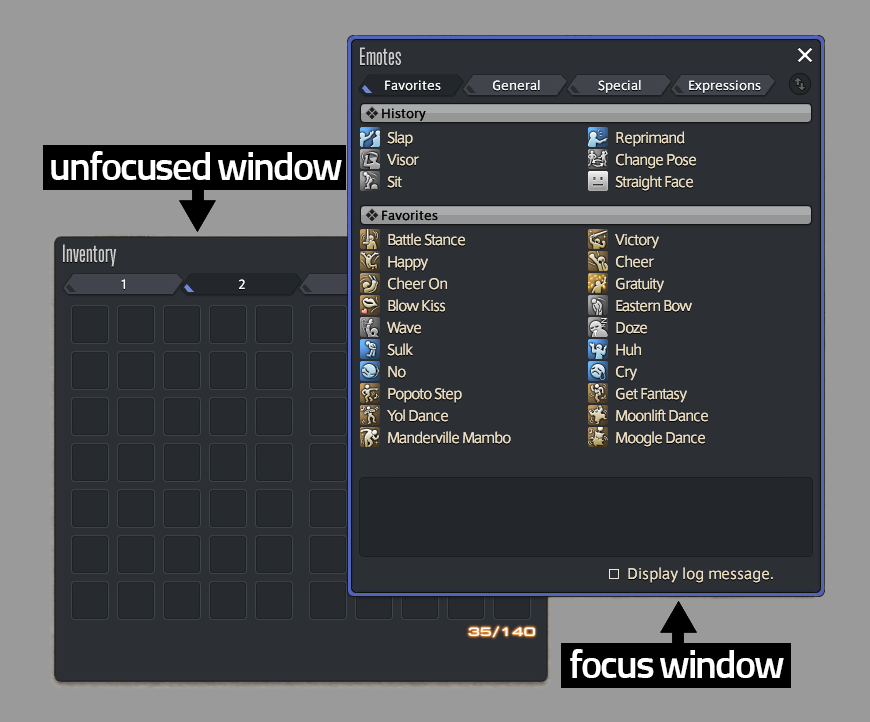 Emotes
Favorites General Special Expressions
History
Slap Reprimand
Visor Change Pose
Sit Straight Face
Favorites
Battle Stance Victory
Happy Cheer
Cheer On Gratuity
Blow Kiss Eastern Bow
Wave Doze
Sulk Huh
No Cry
Popoto Step Get Fantasy
Yol Dance Moonlift Dance
Manderville Mambo Moogle Dance
Display log message.
unfocused window
Inventory
1 2
35/140
focus window